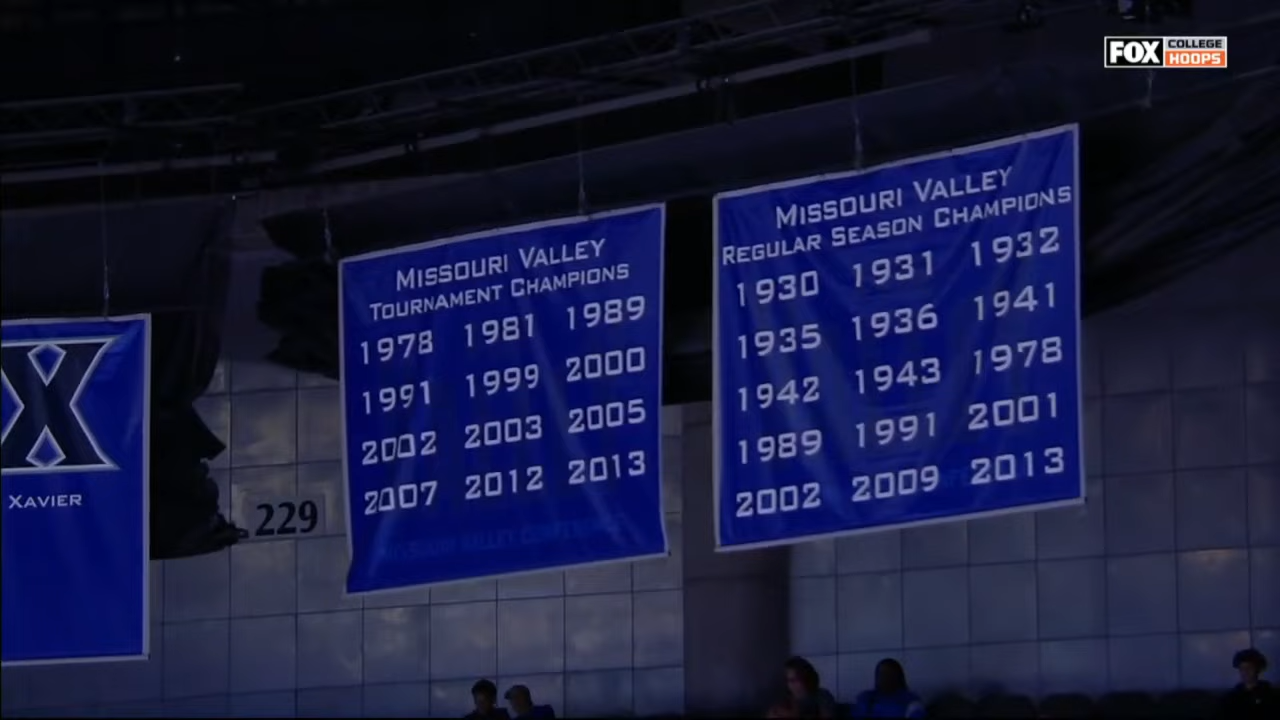 FOX COLLEGE HOOPS
MISSOURI VALLEY
TOURNAMENT CHAMPIONS
1978 1981 1989
1991 1999 2000
2002 2003 2005
2007 2012 2013
MISSOURI VALLEY
REGULAR SEASON CHAMPIONS
1930 1931 1932
1935 1936 1941
1942 1943 1978
1989 1991 2001
2002 2009 2013
X
XAVIER
229